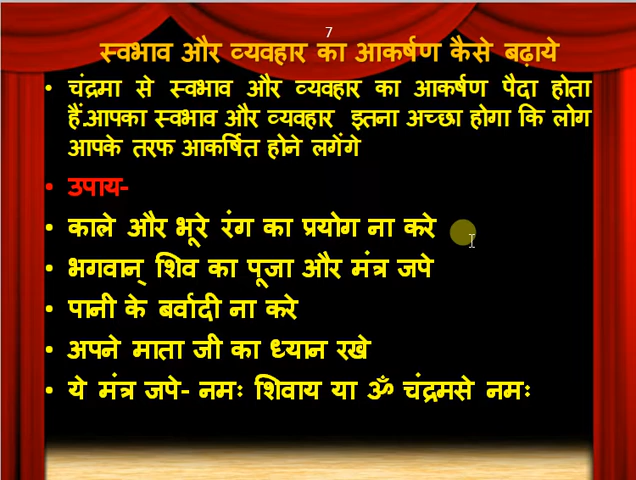 7
स्वभाव और व्यवहार का आकर्षण कैसे बढ़ाये
• चंद्रमा से स्वभाव और व्यवहार का आकर्षण पैदा होता
हैं.आपका स्वभाव और व्यवहार इतना अच्छा होगा कि लोग
आपके तरफ आकर्षित होने लगेंगे
• उपाय-
• काले और भूरे रंग का प्रयोग ना करे
• भगवान् शिव का पूजा और मंत्र जपे
• पानी के बर्वादी ना करे
• अपने माता जी का ध्यान रखे
• ये मंत्र जपे- नमः शिवाय या ॐ चंद्रमसे नमः